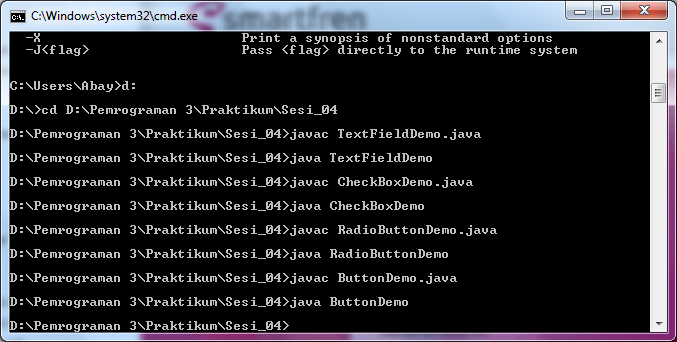 smartfren
C:\Windows\system32\cmd.exe
-X Print a synopsis of nonstandard options
-J<flag> Pass <flag> directly to the runtime system
C:\Users\Abay>d:
D:\>cd D:\Pemrograman 3\Praktikum\Sesi_04
D:\Pemrograman 3\Praktikum\Sesi_04>javac TextFieldDemo.java
D:\Pemrograman 3\Praktikum\Sesi_04>java TextFieldDemo
D:\Pemrograman 3\Praktikum\Sesi_04>javac CheckBoxDemo.java
D:\Pemrograman 3\Praktikum\Sesi_04>java CheckBoxDemo
D:\Pemrograman 3\Praktikum\Sesi_04>javac RadioButtonDemo.java
D:\Pemrograman 3\Praktikum\Sesi_04>java RadioButtonDemo
D:\Pemrograman 3\Praktikum\Sesi_04>javac ButtonDemo.java
D:\Pemrograman 3\Praktikum\Sesi_04>java ButtonDemo
D:\Pemrograman 3\Praktikum\Sesi_04>